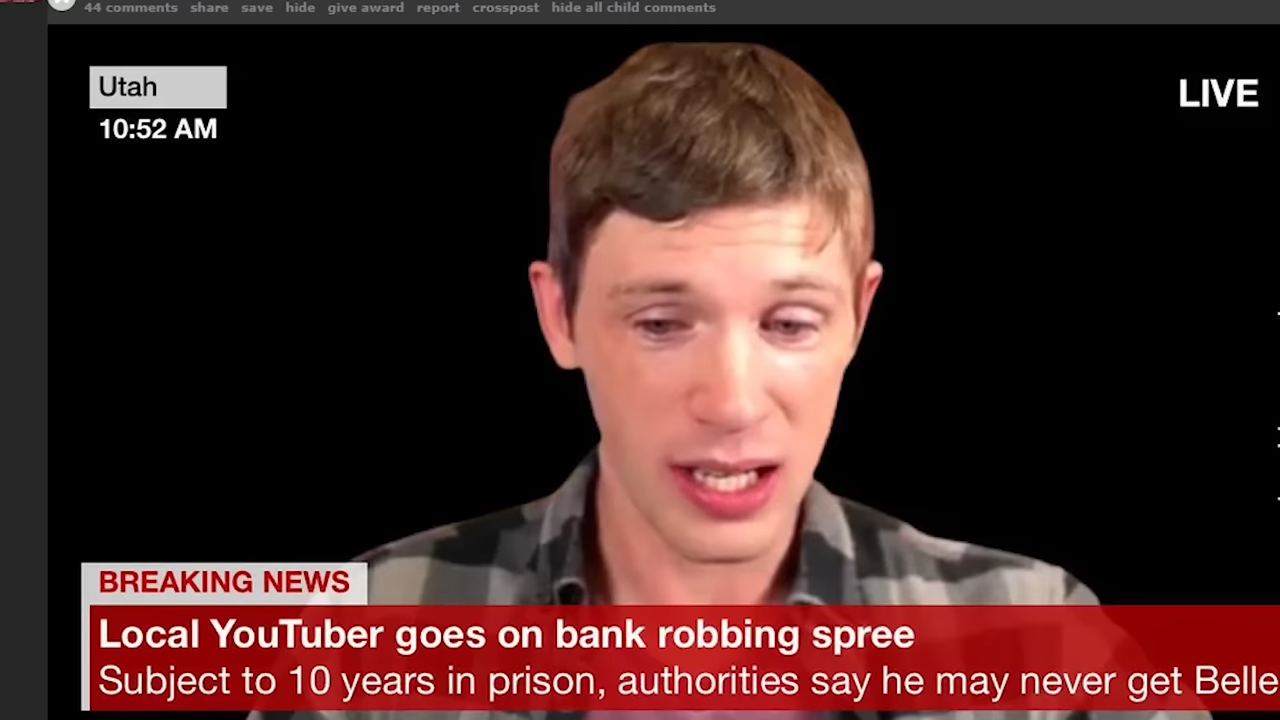 44 comments share save hide give award report crosspost hide all child comments
Utah
10:52 AM
LIVE
BREAKING NEWS
Local YouTuber goes on bank robbing spree
Subject to 10 years in prison, authorities say he may never get Belle